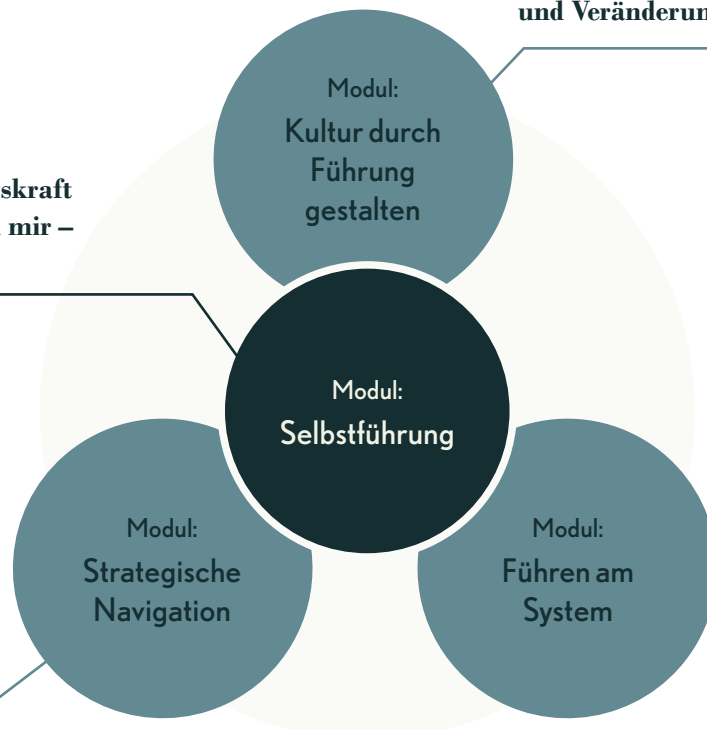 und Veränderun
Modul:
Kultur durch
Führung
gestalten
skraft
mir –
Modul:
Selbstführung
Modul:
Strategische
Navigation
Modul:
Führen am
System